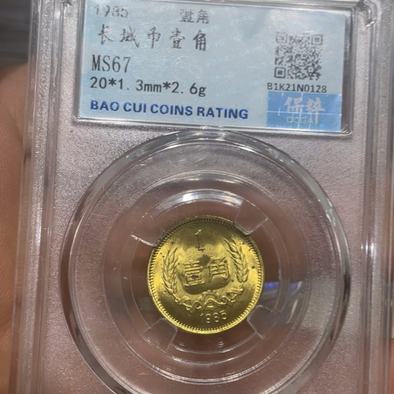 1985 壹角
长城币壹角
MS67
20*1.3mm*2.6g
BAO CUI COINS RATING
B1K21N0128
保粹
1
壹角
1985